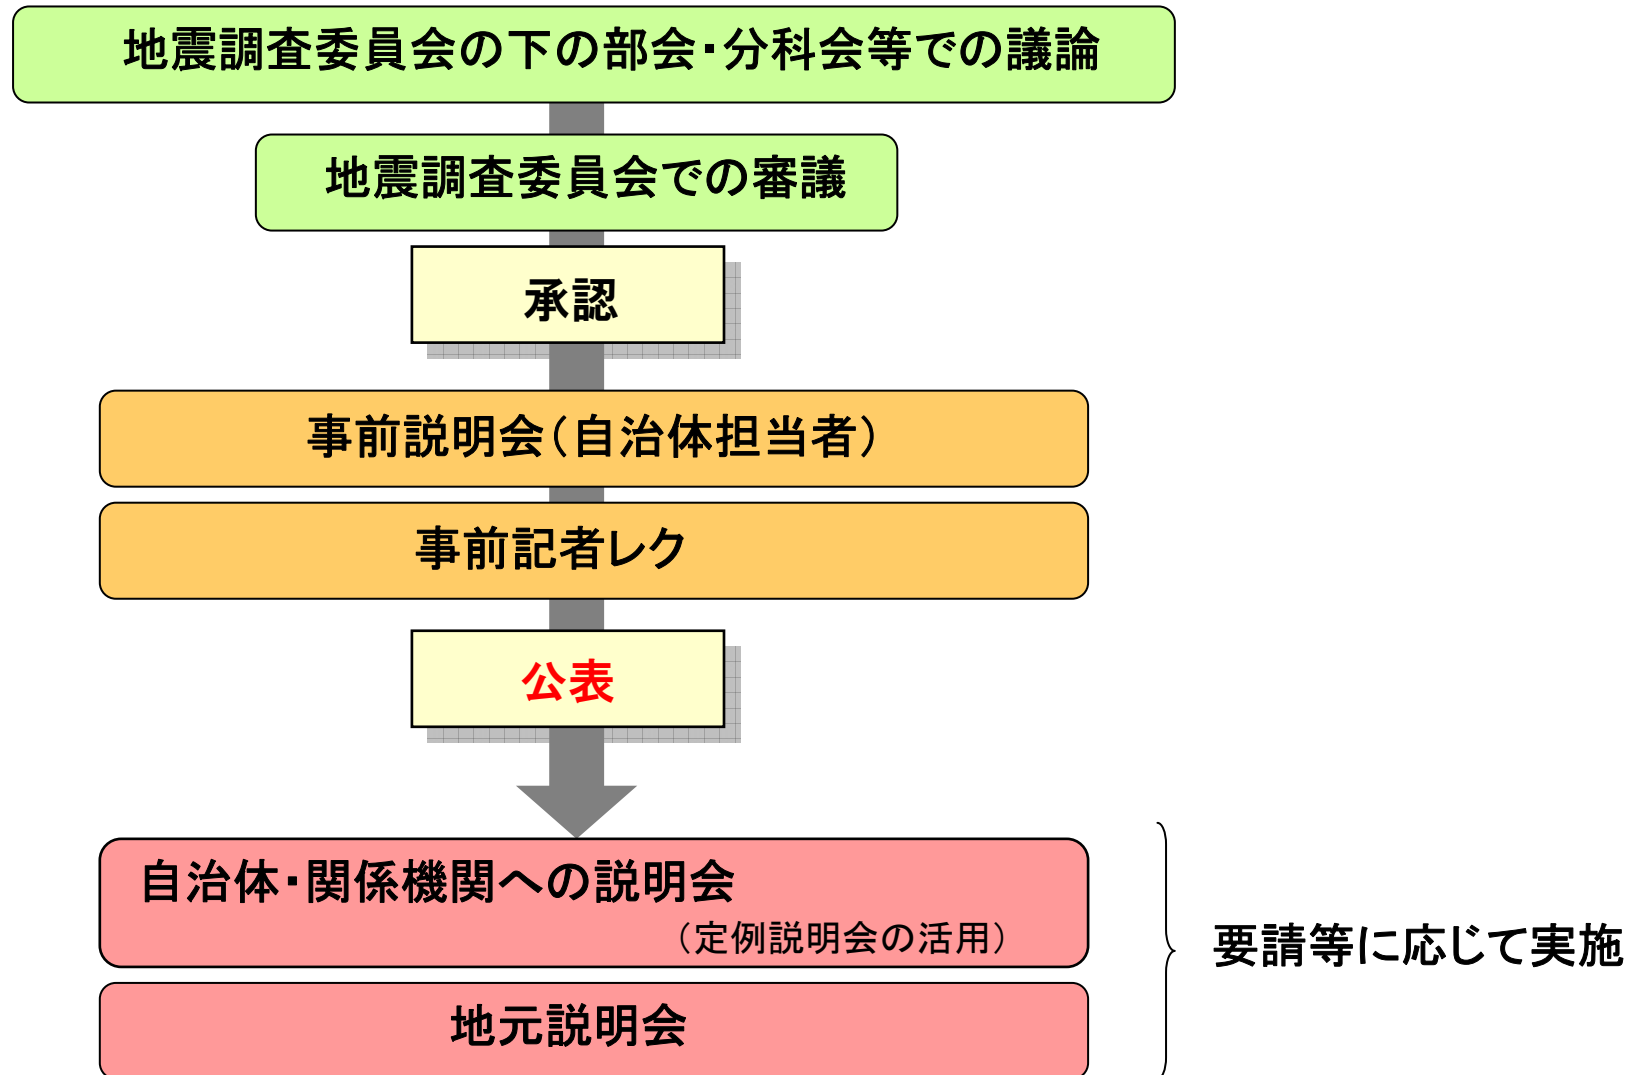 地震調査委員会の下の部会・分科会等での議論
地震調査委員会での審議
承認
事前説明会（自治体担当者）
事前記者レク
公表
自治体・関係機関への説明会
（定例説明会の活用）
要請等に応じて実施
地元説明会